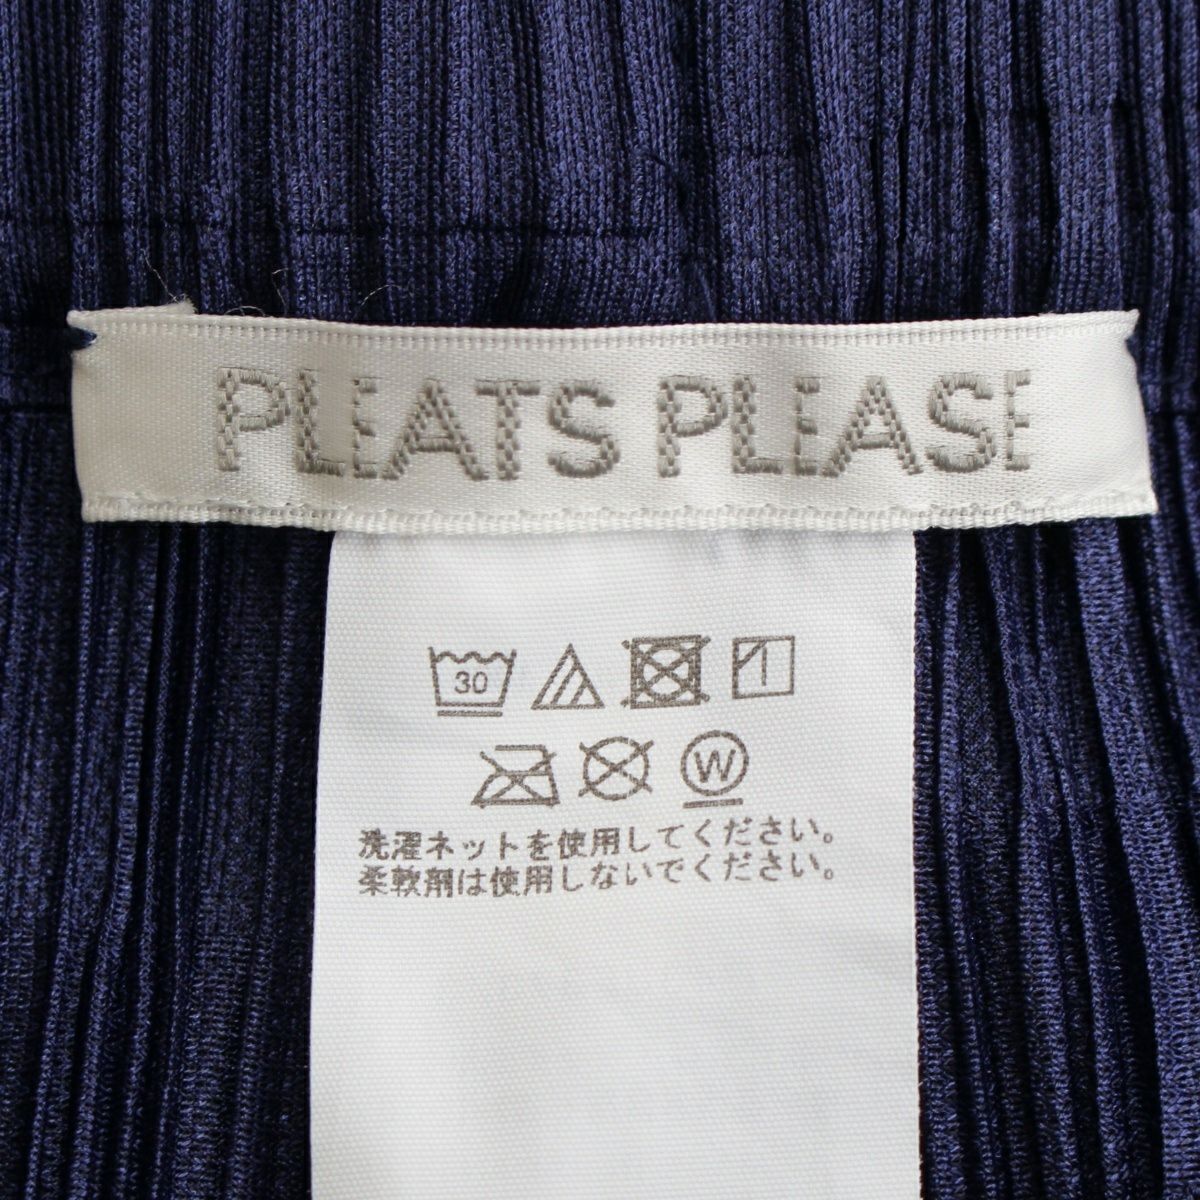 PLEATS PLEASE
30
W
洗濯ネットを使用してください。
柔軟剤は使用しないでください。